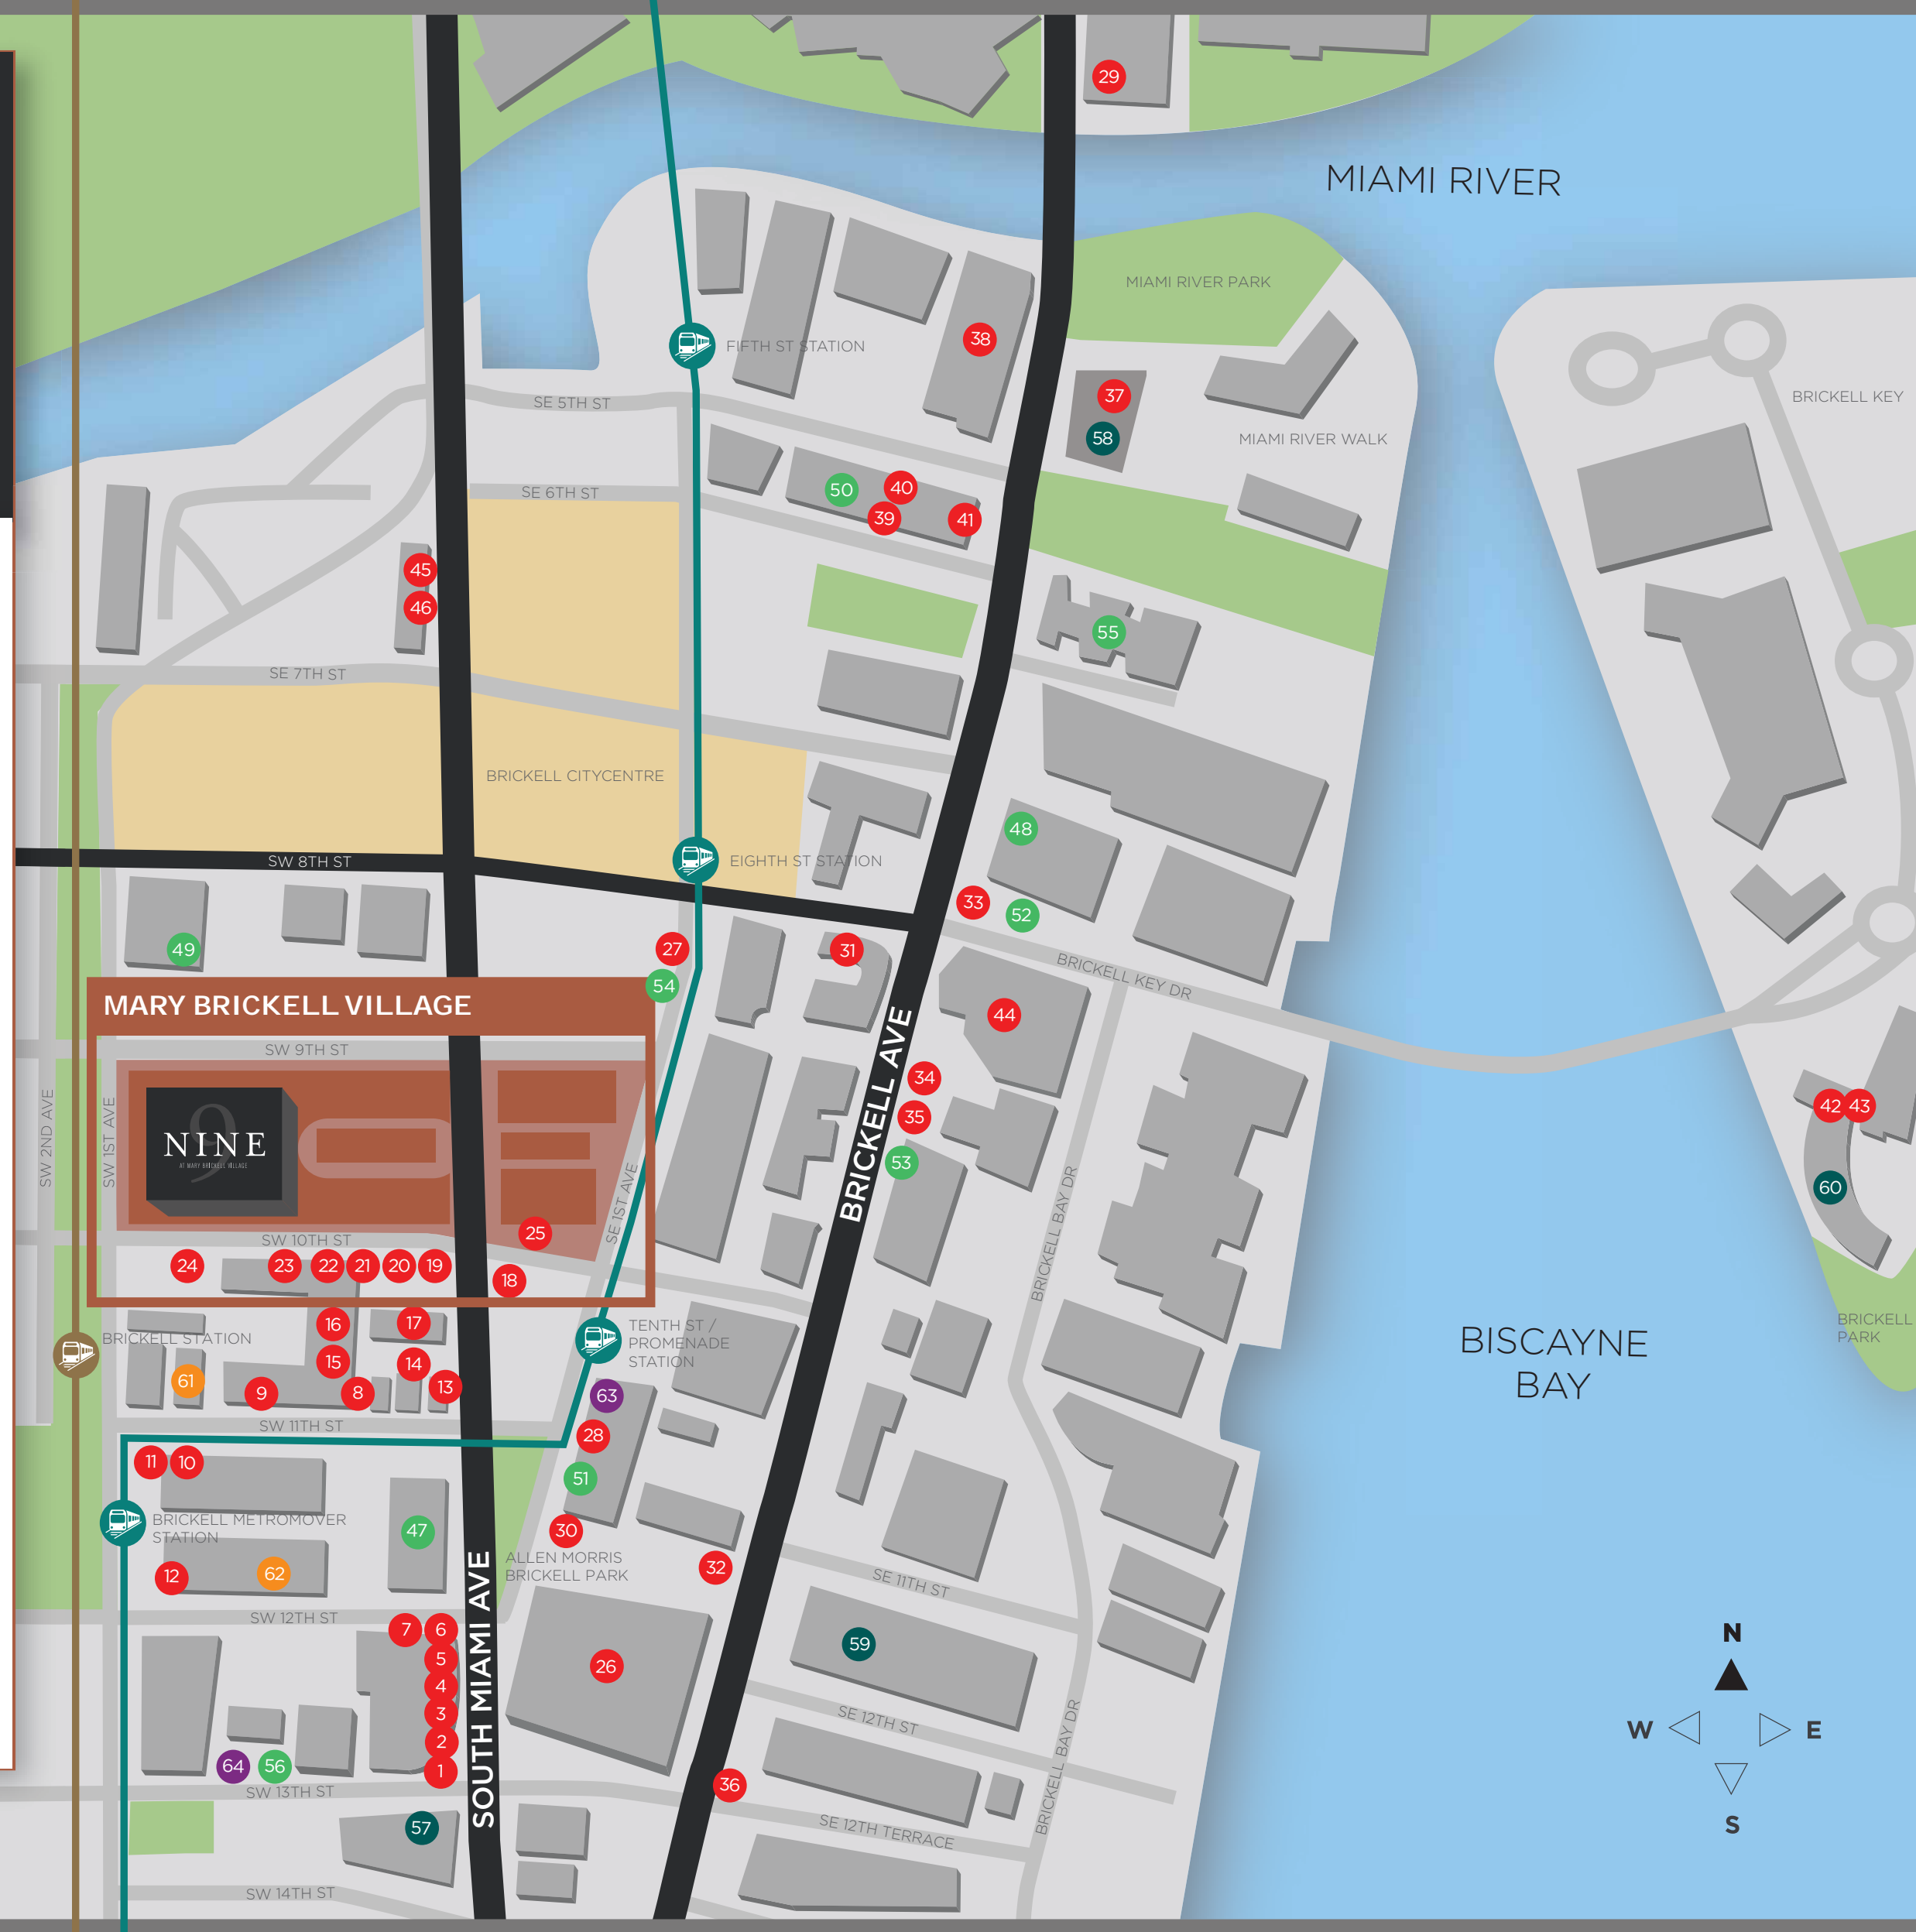 29
MIAMI RIVER
MIAMI RIVER PARK
38
FIFTH ST STATION
37
BRICKELL KEY
SE 5TH ST
58
MIAMI RIVER WALK
SE 6TH ST
50
40
39
41
45
46
55
SE 7TH ST
BRICKELL CITYCENTRE
48
SW 8TH ST
EIGHTH ST STATION
33
52
49
27
31
54
BRICKELL KEY DR
MARY BRICKELL VILLAGE
44
SW 9TH ST
34
35
42
43
BRICKELL AVE
SW 2ND AVE
SW 1ST AVE
9
NINE
AT MARY BRICKELL VILLAGE
53
60
SE 1ST AVE
BRICKELL BAY DR
25
SW 10TH ST
24
23
22
21
20
19
18
16
17
BRICKELL
PARK
BRICKELL STATION
TENTH ST /
PROMENADE
STATION
BISCAYNE
BAY
15
14
61
9
8
13
63
SW 11TH ST
28
11
10
51
BRICKELL METROMOVER
STATION
47
30
ALLEN MORRIS
BRICKELL PARK
32
12
62
SE 11TH ST
SOUTH MIAMI AVE
SW 12TH ST
7
6
5
4
3
2
1
59
26
N
W
E
S
SE 12TH ST
BRICKELL BAY DR
64
56
SW 13TH ST
36
57
SE 12TH TERRACE
SW 14TH ST